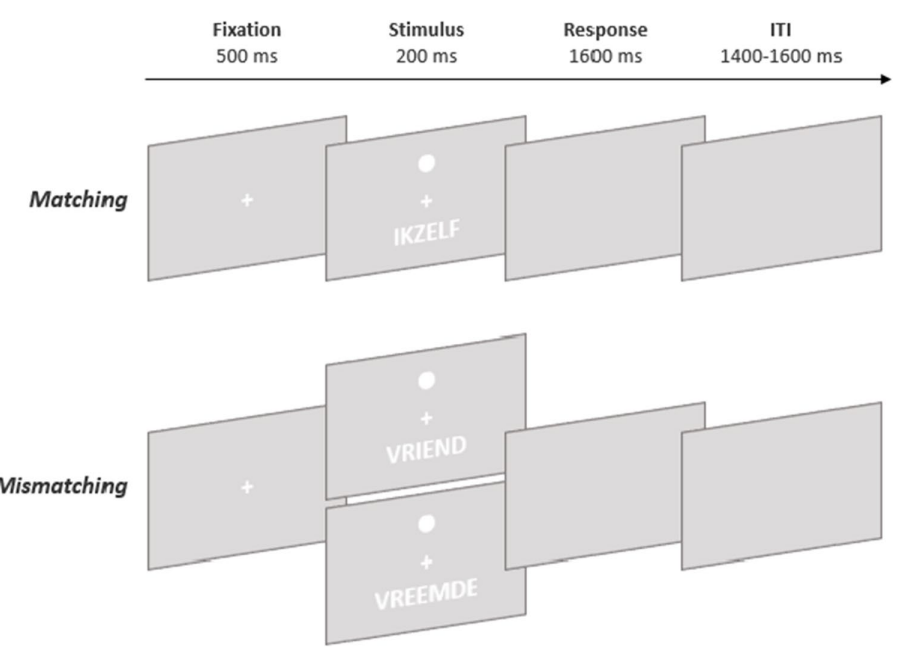 Fixation
500 ms
Stimulus
200 ms
Response
1600 ms
ITI
1400-1600 ms
Matching
+
+
IKZELF
Mismatching
+
+
VRIEND
+
VREEMDE